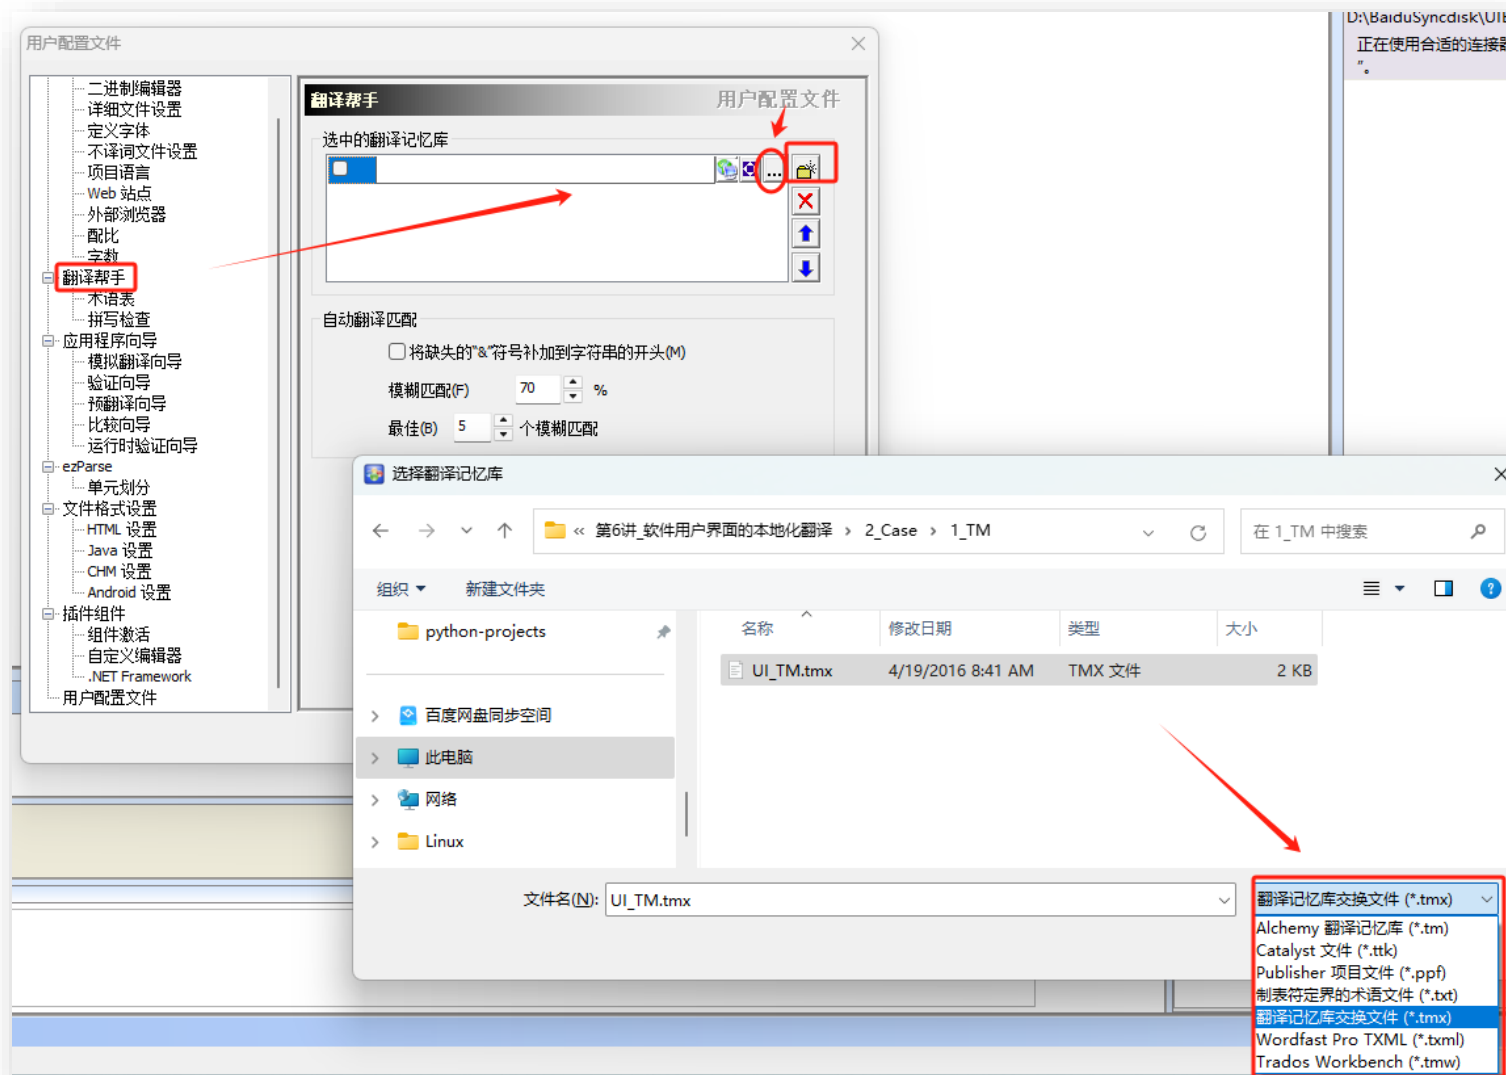 D:\BaiduSyncdisk\UIE
正在使用合适的连接器
”。
用户配置文件
二进制编辑器
详细文件设置
定义字体
不译词文件设置
项目语言
Web 站点
外部浏览器
配比
字数
翻译帮手
术语表
拼写检查
应用程序向导
模拟翻译向导
验证向导
预翻译向导
比较向导
运行时验证向导
ezParse
单元划分
文件格式设置
HTML 设置
Java 设置
CHM 设置
Android 设置
插件组件
组件激活
自定义编辑器
.NET Framework
用户配置文件
翻译帮手 用户配置文件
选中的翻译记忆库
...
自动翻译匹配
将缺失的“&”符号补加到字符串的开头(M)
模糊匹配(F) 70 %
最佳(B) 5 个模糊匹配
选择翻译记忆库
« 第6讲_软件用户界面的本地化翻译 › 2_Case › 1_TM
在 1_TM 中搜索
组织 新建文件夹
python-projects
百度网盘同步空间
此电脑
网络
Linux
名称 修改日期 类型 大小
UI_TM.tmx 4/19/2016 8:41 AM TMX 文件 2 KB
文件名(N): UI_TM.tmx
翻译记忆库交换文件 (*.tmx)
Alchemy 翻译记忆库 (*.tm)
Catalyst 文件 (*.ttk)
Publisher 项目文件 (*.ppf)
制表符定界的术语文件 (*.txt)
翻译记忆库交换文件 (*.tmx)
Wordfast Pro TXML (*.txml)
Trados Workbench (*.tmw)